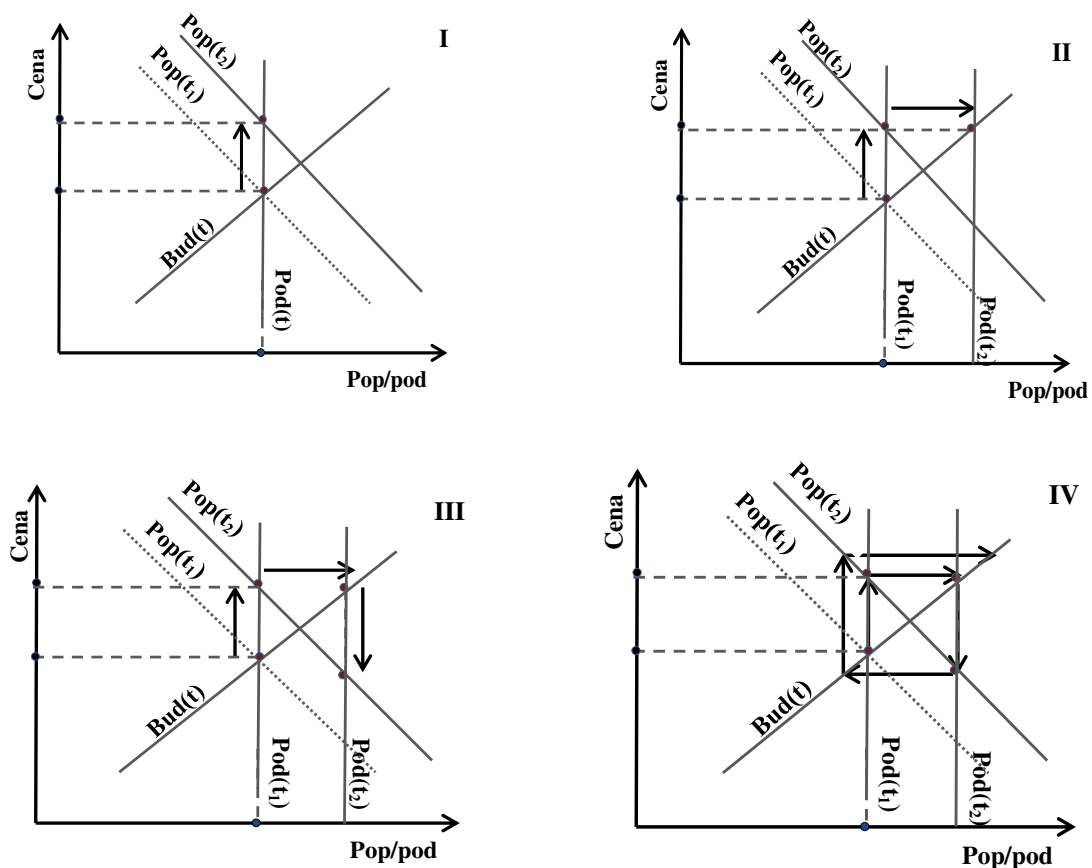 I
Cena
Pop(t₂)
Pop(t₁)
Bud(t)
Pod(t)
Pop/pod
II
Cena
Pop(t₂)
Pop(t₁)
Bud(t)
Pod(t₁)
Pod(t₂)
Pop/pod
III
Cena
Pop(t₂)
Pop(t₁)
Bud(t)
Pod(t₁)
Pod(t₂)
Pop/pod
IV
Cena
Pop(t₂)
Pop(t₁)
Bud(t)
Pod(t₁)
Pod(t₂)
Pop/pod